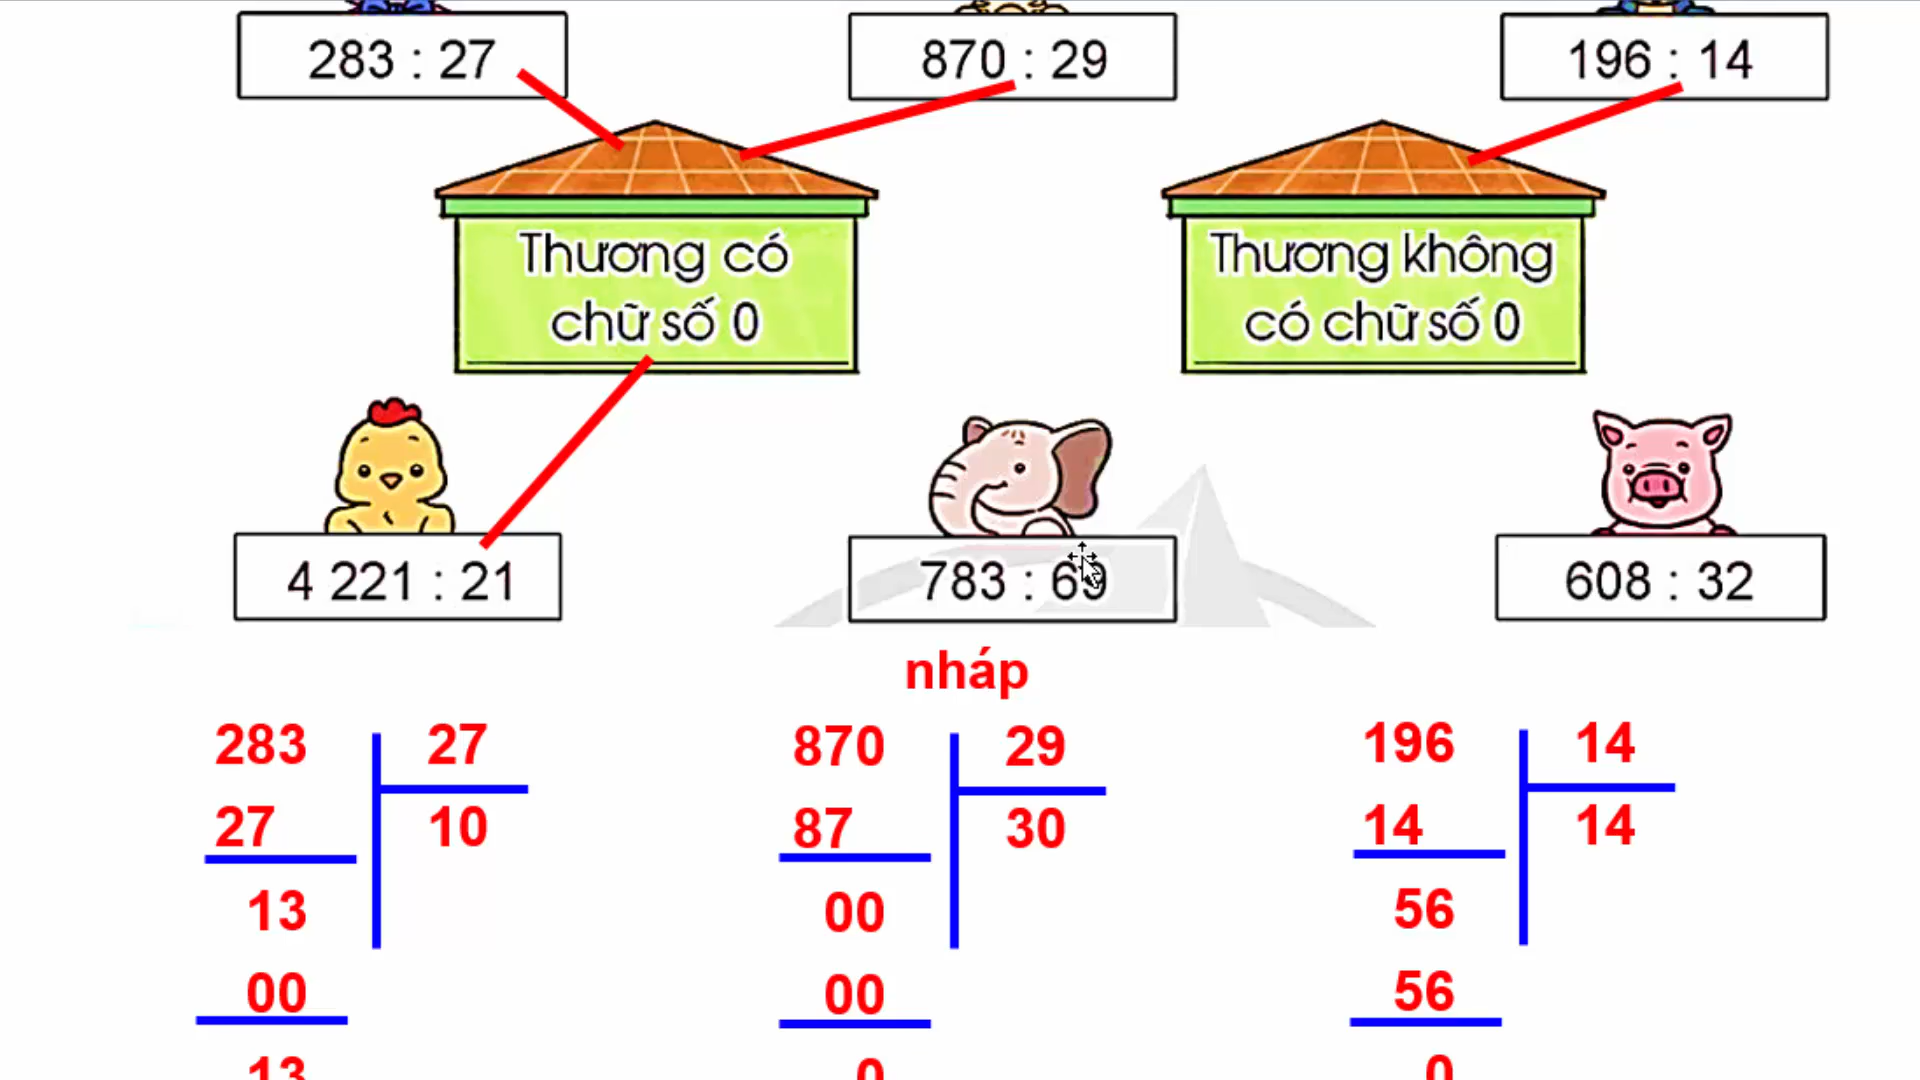 283 : 27
870 : 29
196 : 14
Thương có
chữ số 0
Thương không
có chữ số 0
4 221 : 21
783 : 69
608 : 32
nháp
283 27
27 10
13
00
13
870 29
87 30
00
00
0
196 14
14 14
56
56
0